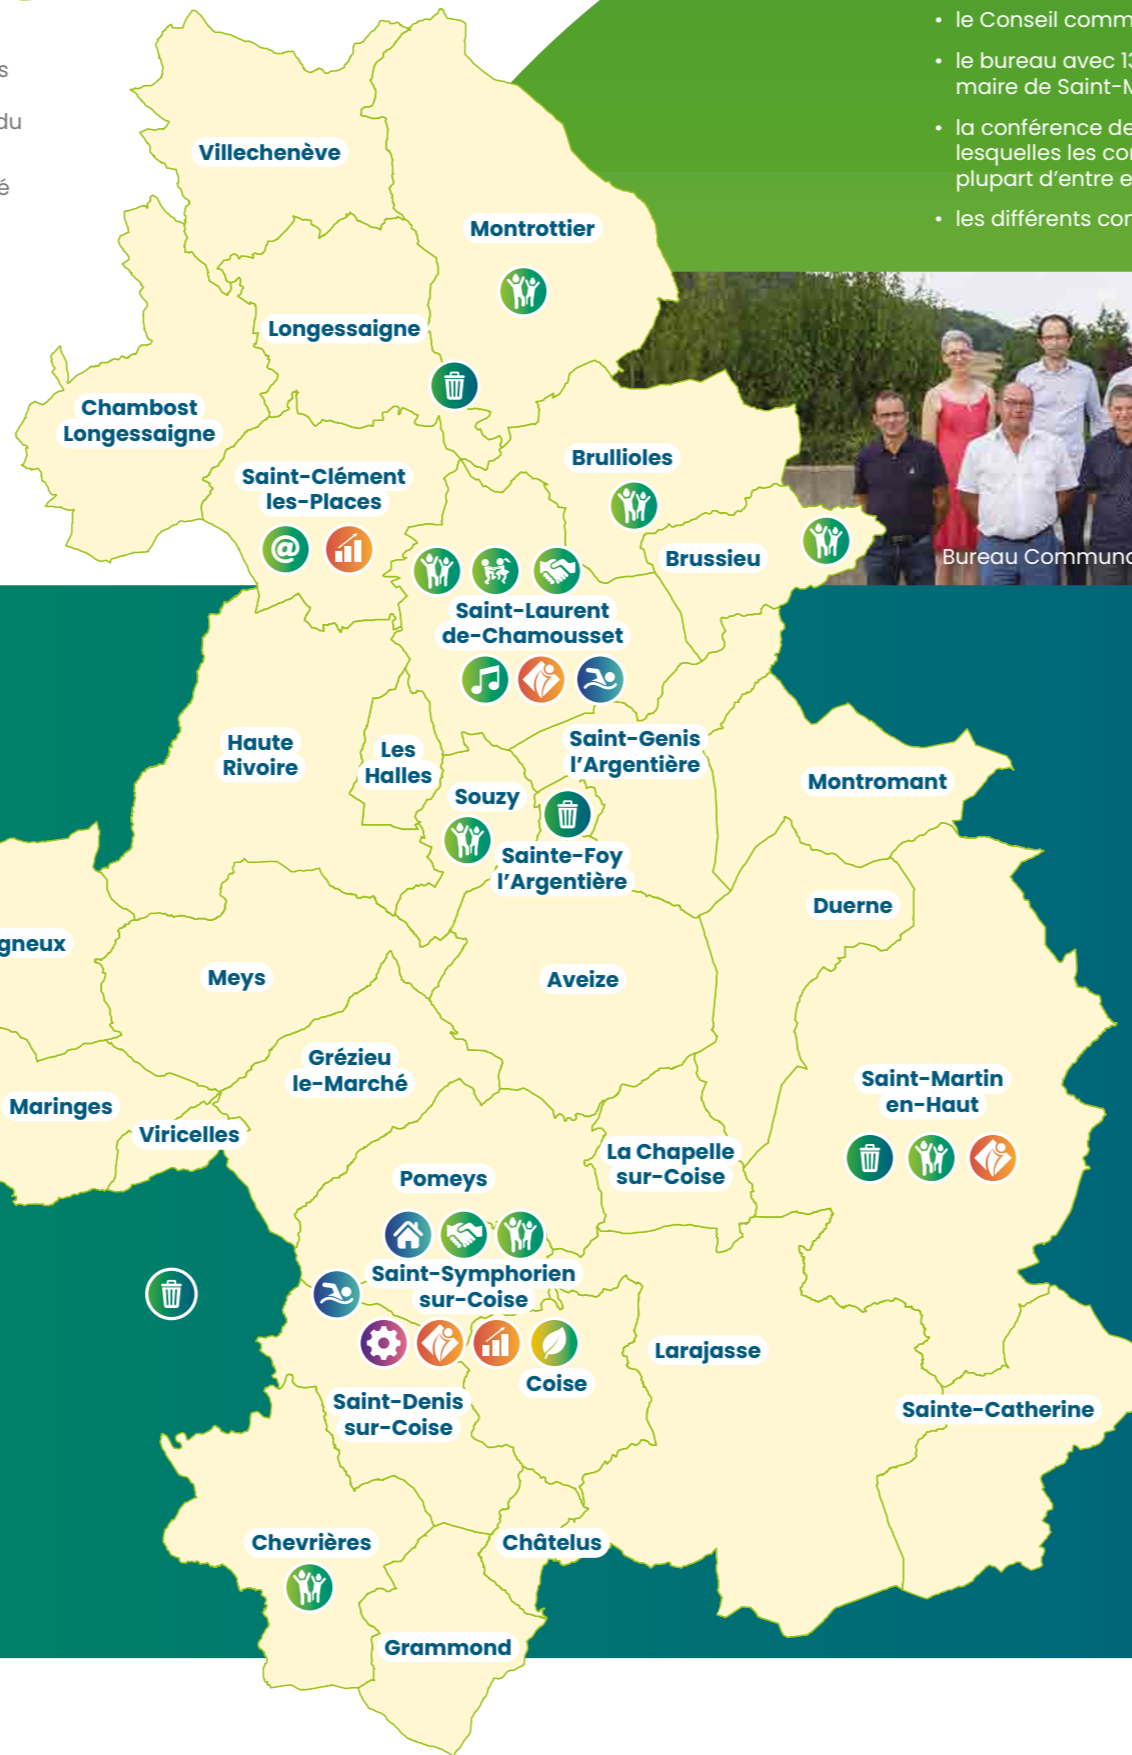 s
du
é
• le Conseil comm
• le bureau avec 13
maire de Saint-M
• la conférence de
lesquelles les con
plupart d'entre e
• les différents con
Villechenève
Montrottier
Longessaigne
Chambost
Longessaigne
Saint-Clément
les-Places
@
Brullioles
Brussieu
Bureau Communa
Saint-Laurent
de-Chamousset
Haute
Rivoire
Les
Halles
Saint-Genis
l'Argentière
Souzy
Montromant
Sainte-Foy
l'Argentière
Duerne
gneux
Meys
Aveize
Grézieu
le-Marché
Saint-Martin
en-Haut
Maringes
Viricelles
La Chapelle
sur-Coise
Pomeys
Saint-Symphorien
sur-Coise
Larajasse
Coise
Saint-Denis
sur-Coise
Sainte-Catherine
Chevrières
Châtelus
Grammond